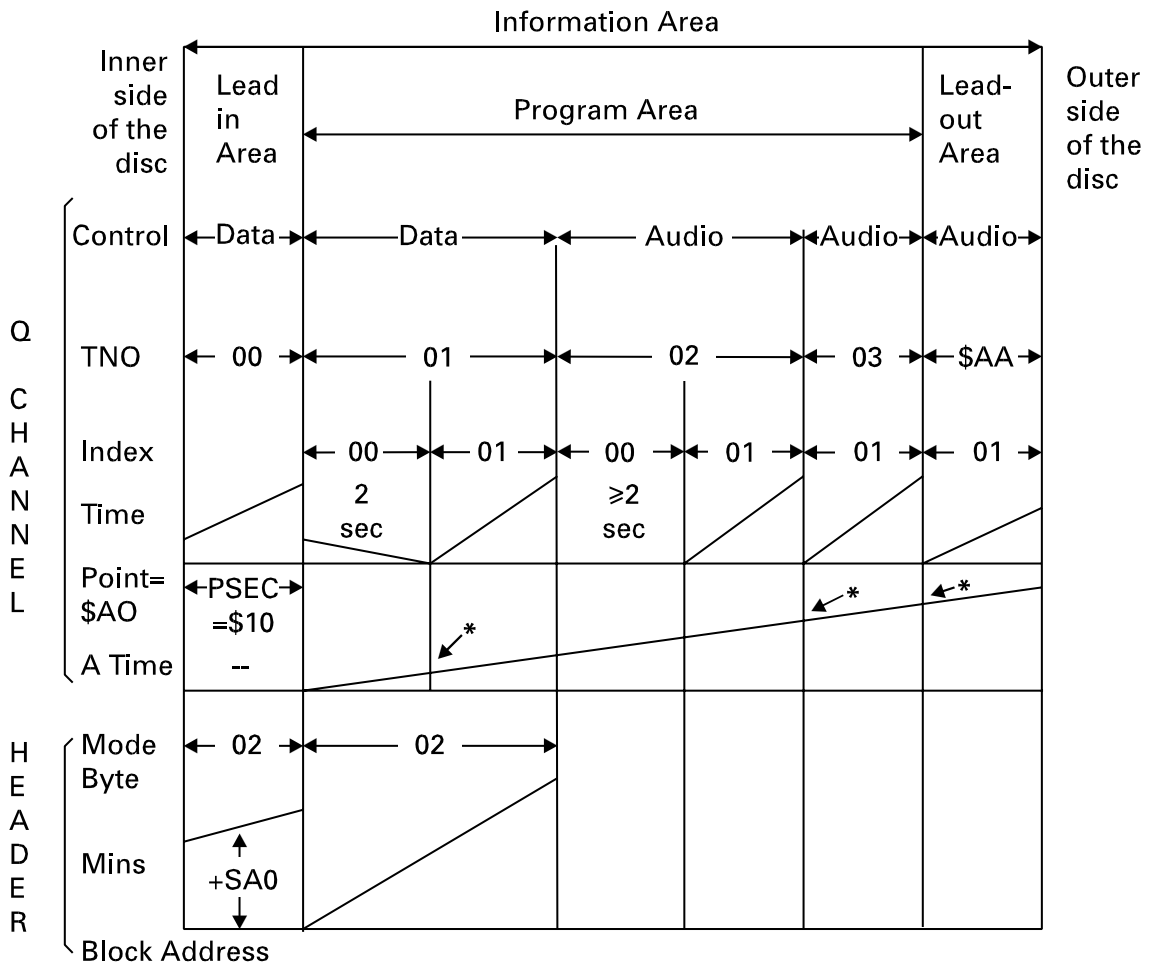 Information Area
Inner
side
of the
disc
Lead
in
Area
Program Area
Lead-
out
Area
Outer
side
of the
disc
Q CHANNEL
Control
Data
Data
Audio
Audio
Audio
TNO
00
01
02
03
$AA
Index
00
01
00
01
01
01
Time
2
sec
≥2
sec
Point=
$AO
PSEC
=$10
*
*
*
A Time
--
HEADER
Mode
Byte
02
02
Mins
+SA0
Block Address